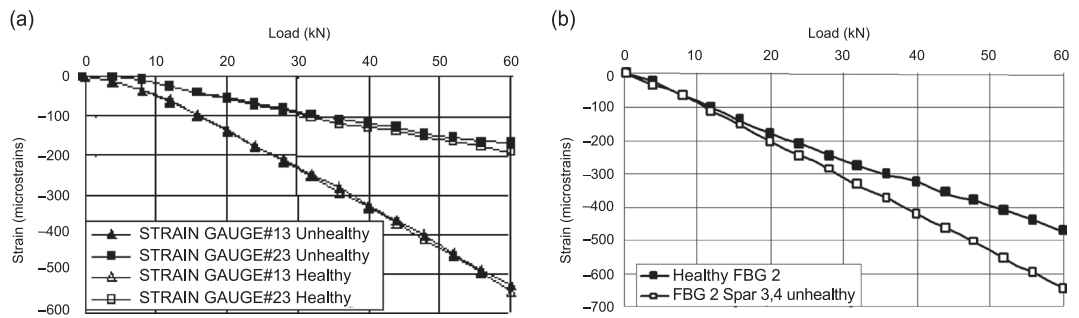 (a)
Load (kN)
0 10 20 30 40 50 60
0
–100
–200
–300
–400
–500
–600
Strain (microstrains)
STRAIN GAUGE#13 Unhealthy
STRAIN GAUGE#23 Unhealthy
STRAIN GAUGE#13 Healthy
STRAIN GAUGE#23 Healthy
(b)
Load (kN)
0 10 20 30 40 50 60
0
–100
–200
–300
–400
–500
–600
–700
Strain (microstrains)
Healthy FBG 2
FBG 2 Spar 3,4 unhealthy